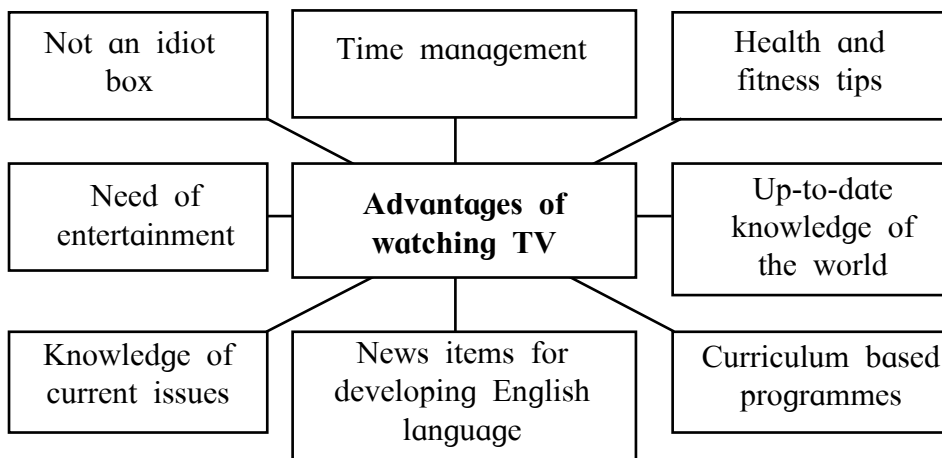 Not an idiot
box
Time management
Health and
fitness tips
Need of
entertainment
Advantages of
watching TV
Up-to-date
knowledge of
the world
Knowledge of
current issues
News items for
developing English
language
Curriculum based
programmes